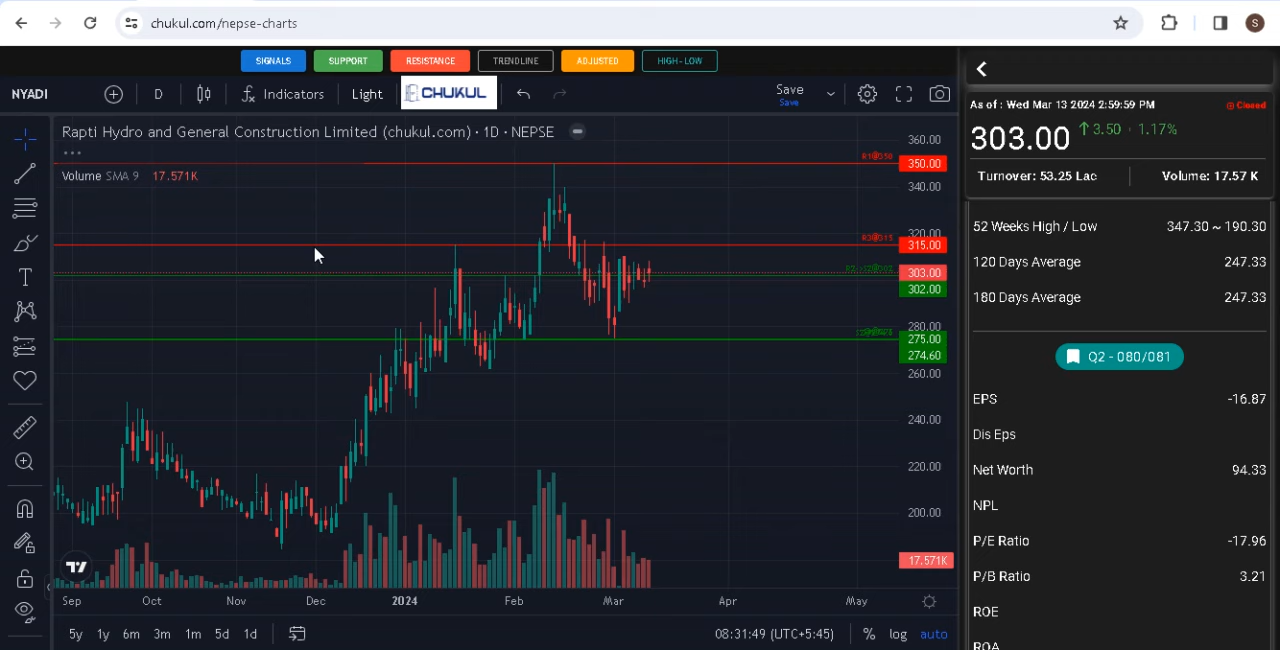 chukul.com/nepse-charts
S
SIGNALS SUPPORT RESISTANCE TRENDLINE ADJUSTED HIGH-LOW
NYADI D Indicators Light CHUKUL Save
Save
Rapti Hydro and General Construction Limited (chukul.com) · 1D · NEPSE
Volume SMA 9 17.571K
360.00
R1@350
350.00
340.00
320.00
R3@315
315.00
303.00
302.00
280.00
275.00
274.60
260.00
240.00
220.00
200.00
17.571K
Sep Oct Nov Dec 2024 Feb Mar Apr May
5y 1y 6m 3m 1m 5d 1d 08:31:49 (UTC+5:45) % log auto
As of : Wed Mar 13 2024 2:59:59 PM Closed
303.00 3.50 · 1.17%
Turnover: 53.25 Lac Volume: 17.57 K
52 Weeks High / Low 347.30 ~ 190.30
120 Days Average 247.33
180 Days Average 247.33
Q2 - 080/081
EPS -16.87
Dis Eps
Net Worth 94.33
NPL
P/E Ratio -17.96
P/B Ratio 3.21
ROE
ROA